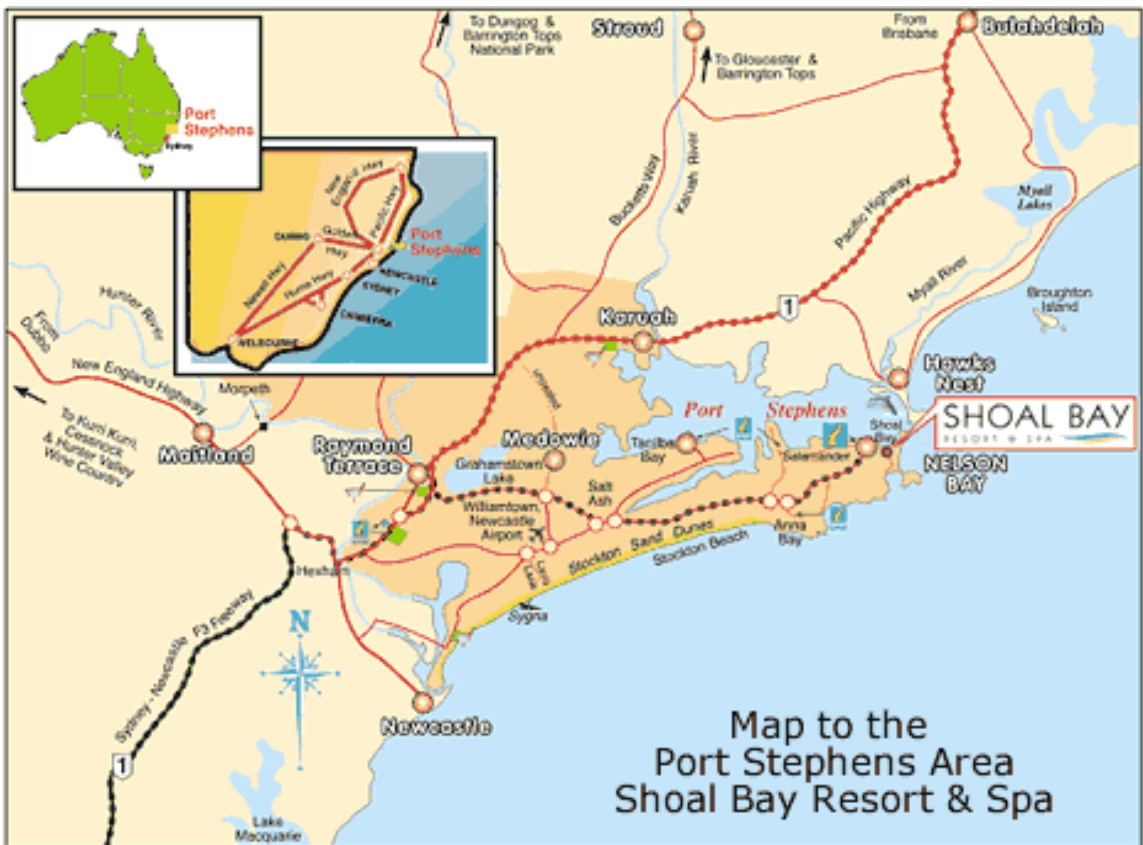 Port
Stephens
Sydney
New
England Hwy
Pacific Hwy
DUBBO
Golden
Hwy
Port
Stephens
NEWCASTLE
SYDNEY
Newell Hwy
Hume Hwy
CANBERRA
MELBOURNE
To Dungog &
Barrington Tops
National Park
Stroud
To Gloucester &
Barrington Tops
From
Brisbane
Bulahdelah
Bucketts Way
Karuah River
Pacific Highway
Myall
Lakes
Myall River
Broughton
Island
1
Karuah
Hawks
Nest
Hunter River
From
Dubbo
New England Highway
Morpeth
To Kurri Kurri,
Cessnock
& Hunter Valley
Wine Country
Maitland
Raymond
Terrace
Medowie
Grahamstown
Lake
Port
Stephens
Tanilba
Bay
Salamander
Shoal
Bay
SHOAL BAY
RESORT & SPA
NELSON
BAY
Salt
Ash
Williamtown,
Newcastle
Airport
Anna
Bay
Stockton Sand Dunes
Stockton Beach
Sygna
Hexham
N
Sydney - Newcastle F3 Freeway
1
Newcastle
Lake
Macquarie
Map to the
Port Stephens Area
Shoal Bay Resort & Spa